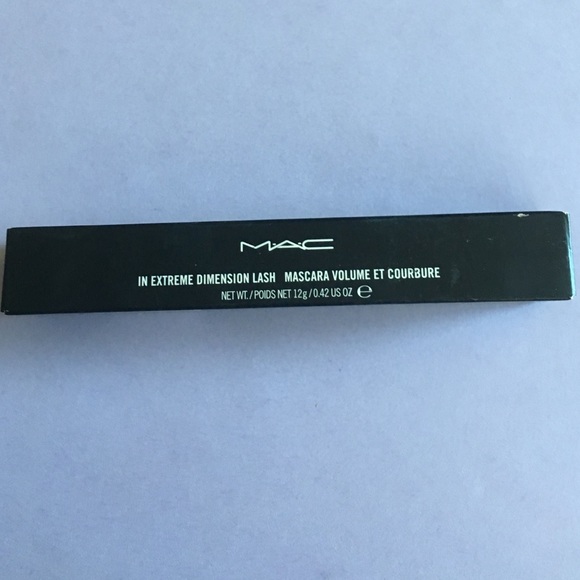 M·A·C
IN EXTREME DIMENSION LASH MASCARA VOLUME ET COURBURE
NET WT./POIDS NET 12g/0.42 US OZ ℮